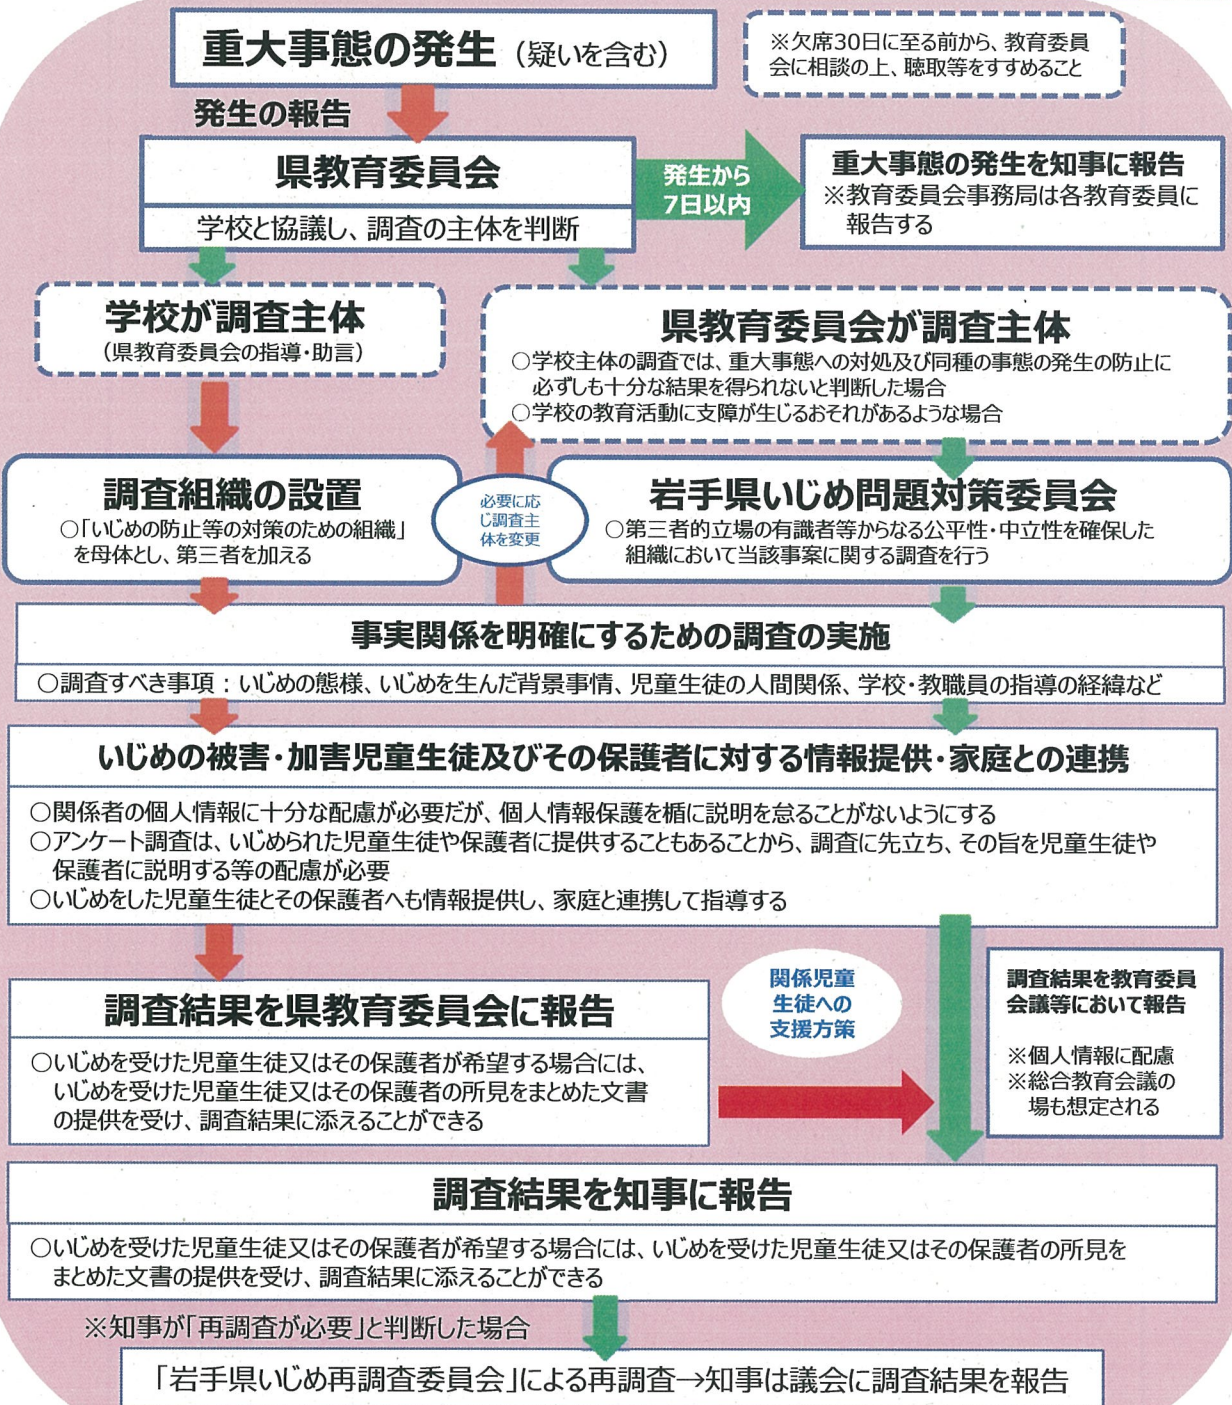 重大事態の発生（疑いを含む）
※欠席30日に至る前から、教育委員
会に相談の上、聴取等をすすめること
発生の報告
県教育委員会
学校と協議し、調査の主体を判断
発生から
7日以内
重大事態の発生を知事に報告
※教育委員会事務局は各教育委員に
報告する
学校が調査主体
（県教育委員会の指導・助言）
県教育委員会が調査主体
○学校主体の調査では、重大事態への対処及び同種の事態の発生の防止に
必ずしも十分な結果を得られないと判断した場合
○学校の教育活動に支障が生じるおそれがあるような場合
調査組織の設置
○「いじめの防止等の対策のための組織」
を母体とし、第三者を加える
必要に応
じ調査主
体を変更
岩手県いじめ問題対策委員会
○第三者的立場の有識者等からなる公平性・中立性を確保した
組織において当該事案に関する調査を行う
事実関係を明確にするための調査の実施
○調査すべき事項：いじめの態様、いじめを生んだ背景事情、児童生徒の人間関係、学校・教職員の指導の経緯など
いじめの被害・加害児童生徒及びその保護者に対する情報提供・家庭との連携
○関係者の個人情報に十分な配慮が必要だが、個人情報保護を楯に説明を怠ることがないようにする
○アンケート調査は、いじめられた児童生徒や保護者に提供することもあることから、調査に先立ち、その旨を児童生徒や
保護者に説明する等の配慮が必要
○いじめをした児童生徒とその保護者へも情報提供し、家庭と連携して指導する
調査結果を県教育委員会に報告
○いじめを受けた児童生徒又はその保護者が希望する場合には、
いじめを受けた児童生徒又はその保護者の所見をまとめた文書
の提供を受け、調査結果に添えることができる
関係児童
生徒への
支援方策
調査結果を教育委員
会議等において報告
※個人情報に配慮
※総合教育会議の
場も想定される
調査結果を知事に報告
○いじめを受けた児童生徒又はその保護者が希望する場合には、いじめを受けた児童生徒又はその保護者の所見を
まとめた文書の提供を受け、調査結果に添えることができる
※知事が「再調査が必要」と判断した場合
「岩手県いじめ再調査委員会」による再調査→知事は議会に調査結果を報告